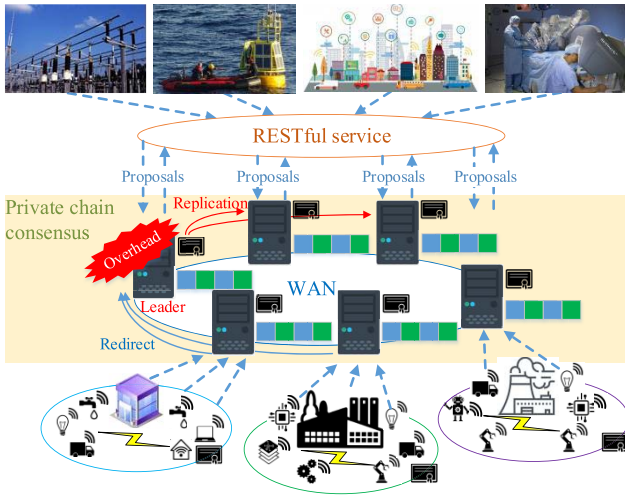 RESTful service
Proposals
Proposals
Proposals
Proposals
Private chain
consensus
Replication
Overhead
WAN
Leader
Redirect